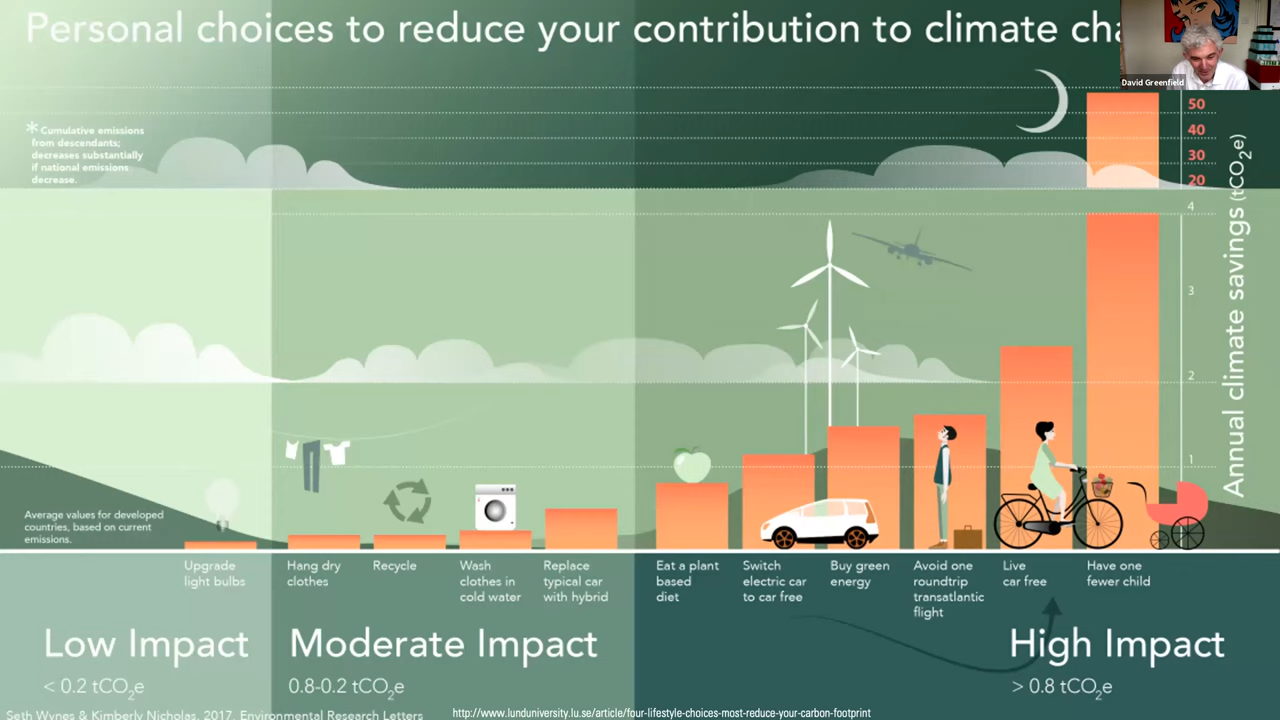 Personal choices to reduce your contribution to climate cha
David Greenfield
* Cumulative emissions
from descendants;
decreases substantially
if national emissions
decrease.
50
40
30
20
4
3
2
1
Annual climate savings (tCO2e)
Average values for developed
countries, based on current
emissions.
Upgrade
light bulbs
Hang dry
clothes
Recycle
Wash
clothes in
cold water
Replace
typical car
with hybrid
Eat a plant
based
diet
Switch
electric car
to car free
Buy green
energy
Avoid one
roundtrip
transatlantic
flight
Live
car free
Have one
fewer child
Low Impact
< 0.2 tCO2e
Moderate Impact
0.8-0.2 tCO2e
High Impact
> 0.8 tCO2e
Seth Wynes & Kimberly Nicholas, 2017, Environmental Research Letters
http://www.lunduniversity.lu.se/article/four-lifestyle-choices-most-reduce-your-carbon-footprint